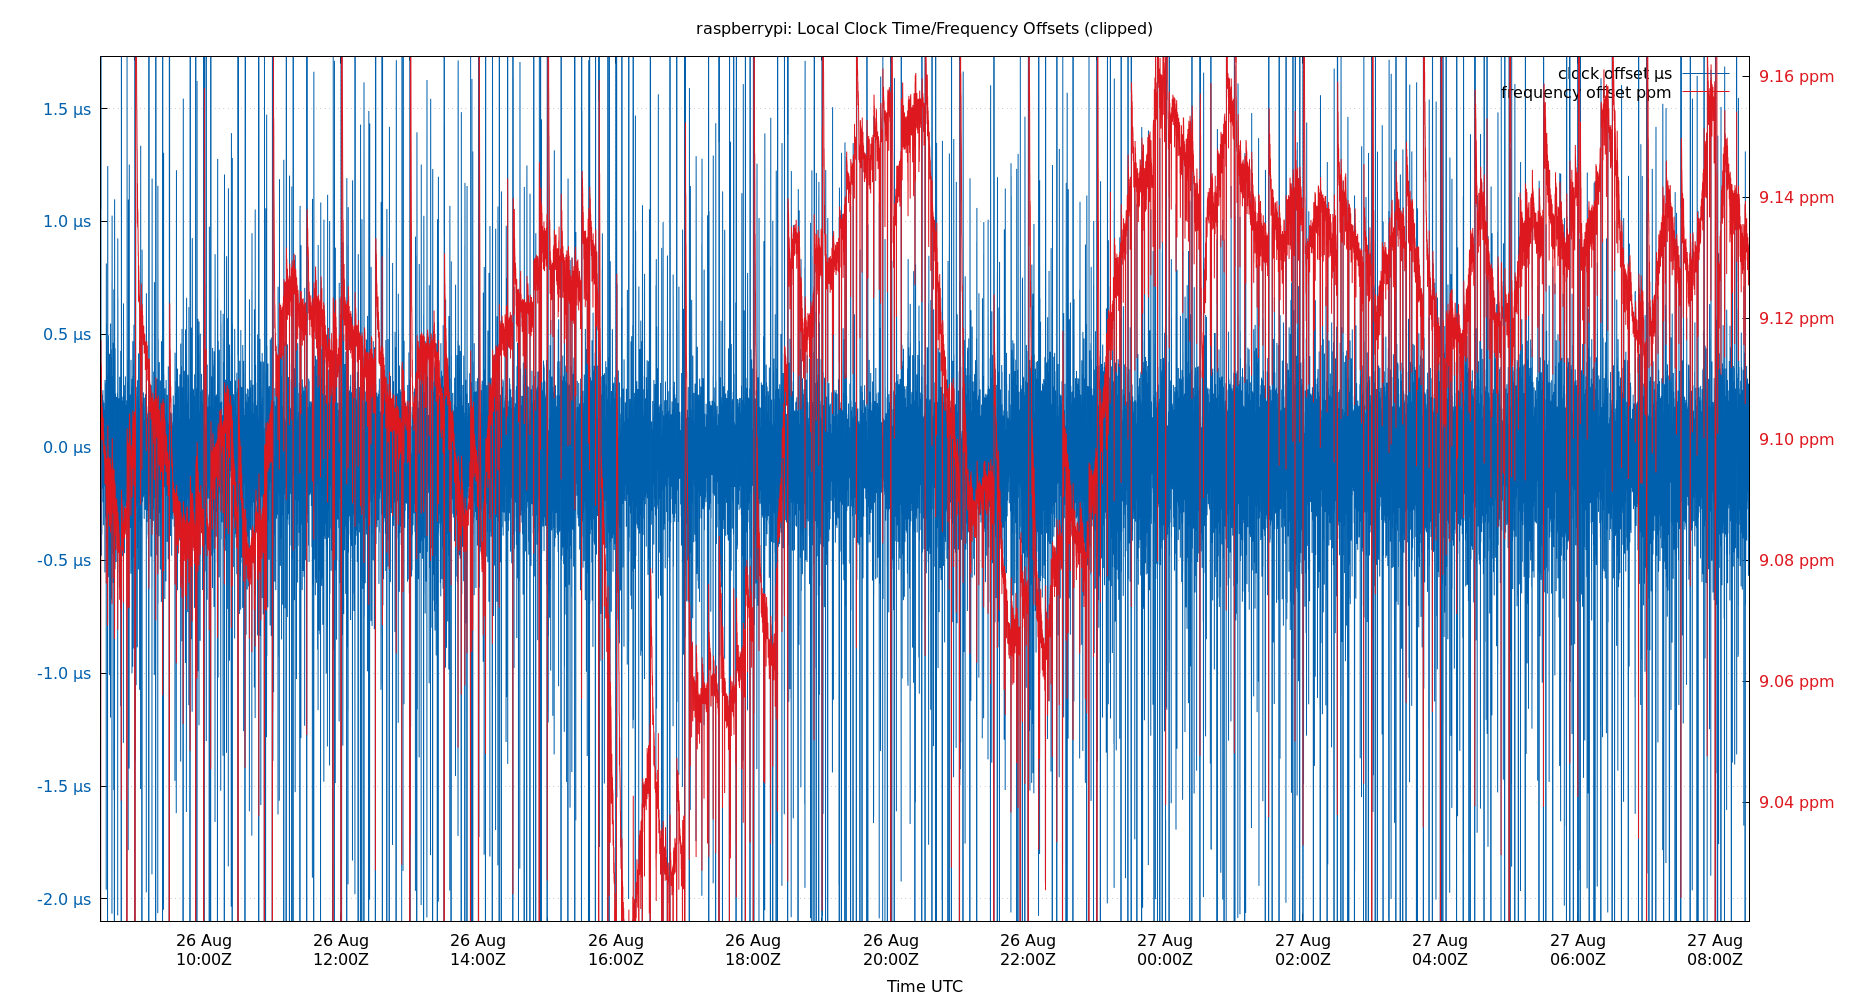 raspberrypi: Local Clock Time/Frequency Offsets (clipped)
clock offset µs
frequency offset ppm
1.5 µs
1.0 µs
0.5 µs
0.0 µs
-0.5 µs
-1.0 µs
-1.5 µs
-2.0 µs
9.16 ppm
9.14 ppm
9.12 ppm
9.10 ppm
9.08 ppm
9.06 ppm
9.04 ppm
26 Aug 26 Aug 26 Aug 26 Aug 26 Aug 26 Aug 26 Aug 27 Aug 27 Aug 27 Aug 27 Aug 27 Aug
10:00Z 12:00Z 14:00Z 16:00Z 18:00Z 20:00Z 22:00Z 00:00Z 02:00Z 04:00Z 06:00Z 08:00Z
Time UTC